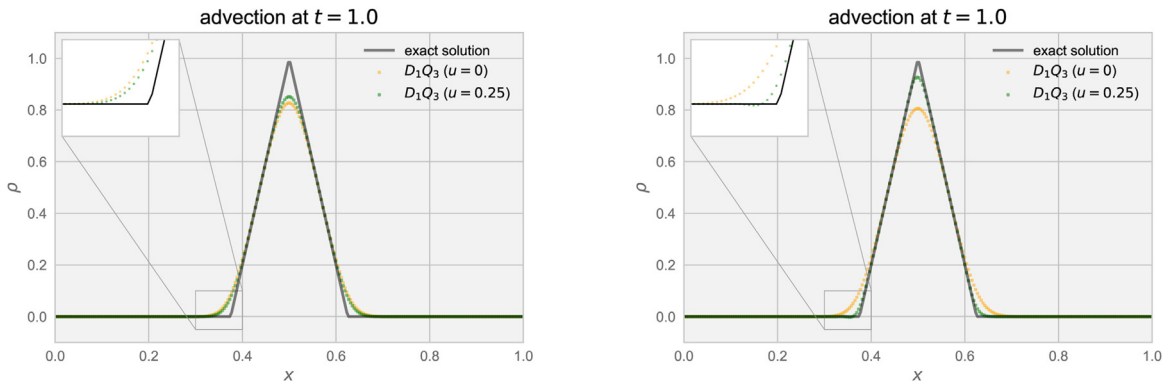 advection at t = 1.0
1.0
0.8
0.6
0.4
0.2
0.0
ρ
exact solution
D₁Q₃ (u = 0)
D₁Q₃ (u = 0.25)
0.0 0.2 0.4 0.6 0.8 1.0
x
advection at t = 1.0
1.0
0.8
0.6
0.4
0.2
0.0
ρ
exact solution
D₁Q₃ (u = 0)
D₁Q₃ (u = 0.25)
0.0 0.2 0.4 0.6 0.8 1.0
x